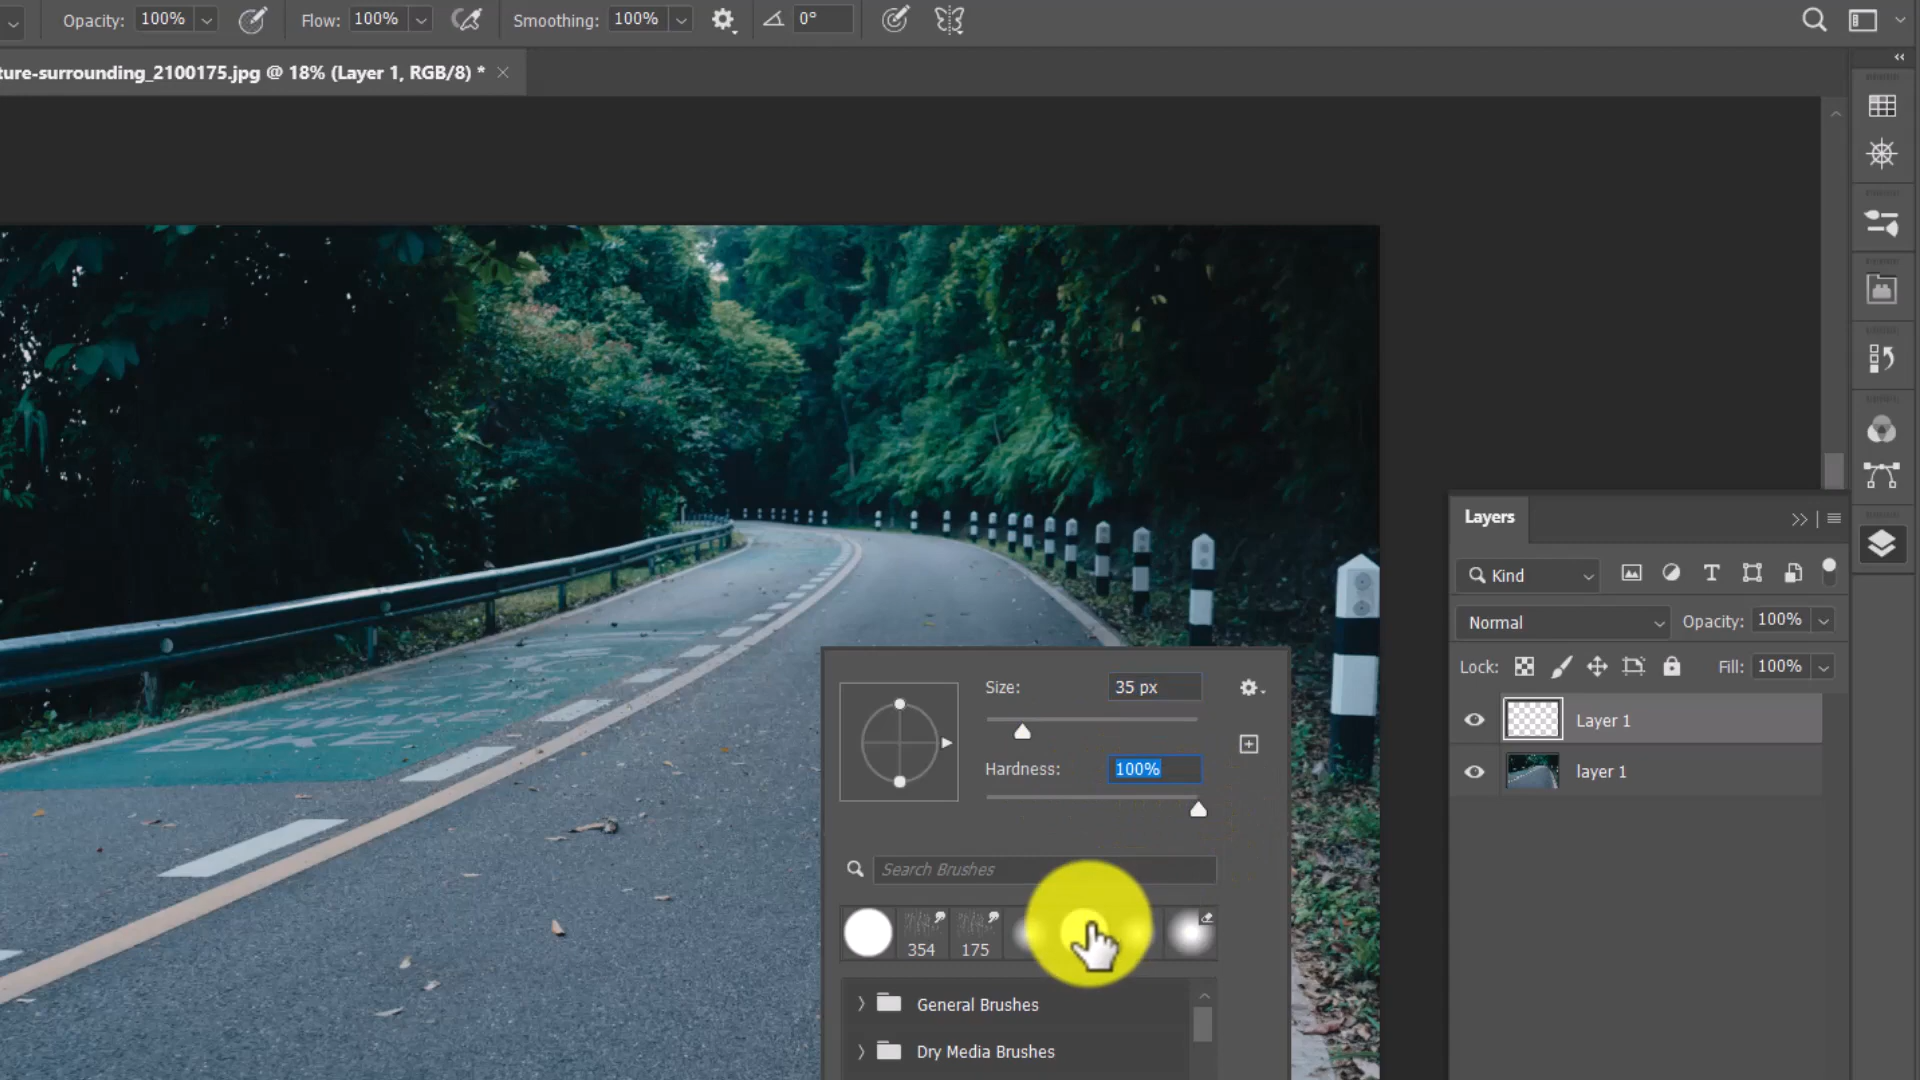 Opacity: 100% Flow: 100% Smoothing: 100% 0°
ture-surrounding_2100175.jpg @ 18% (Layer 1, RGB/8) *
BEWARE
BIKE
Size: 35 px
Hardness: 100%
Search Brushes
354 175
General Brushes
Dry Media Brushes
Layers
Kind
Normal Opacity: 100%
Lock: Fill: 100%
Layer 1
layer 1